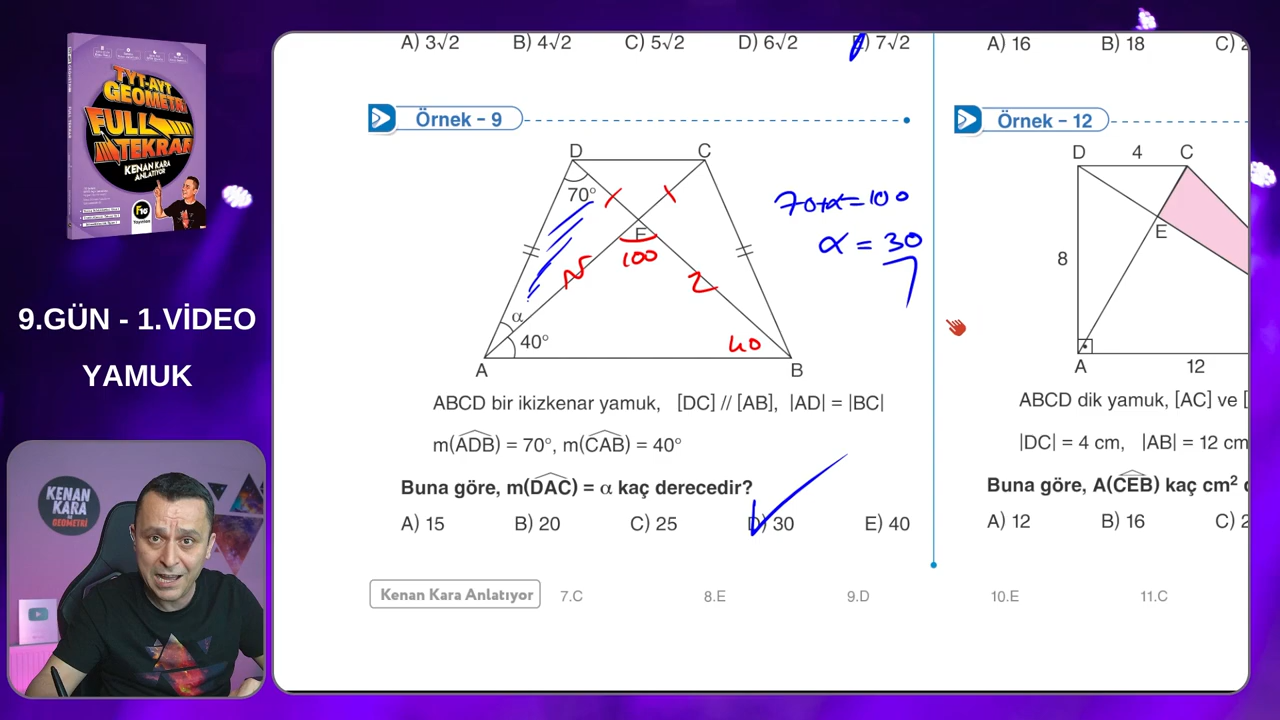 TYT-AYT
GEOMETRİ
FULL
TEKRAR
KENAN KARA
ANLATIYOR
9.GÜN - 1.VİDEO
YAMUK
KENAN
KARA
GEOMETRİ
A) 3√2 B) 4√2 C) 5√2 D) 6√2 E) 7√2
Örnek - 9
D C
70°
E
100
α
40°
40
A B
70+α=100
α = 30
ABCD bir ikizkenar yamuk, [DC] // [AB], |AD| = |BC|
m(ADB) = 70°, m(CAB) = 40°
Buna göre, m(DAC) = α kaç derecedir?
A) 15 B) 20 C) 25 D) 30 E) 40
Kenan Kara Anlatıyor 7.C 8.E 9.D 10.E 11.C
A) 16 B) 18 C)
Örnek - 12
D 4 C
E
8
A
12
ABCD dik yamuk, [AC] ve [
|DC| = 4 cm, |AB| = 12 cm
Buna göre, A(CEB) kaç cm²
A) 12 B) 16 C)